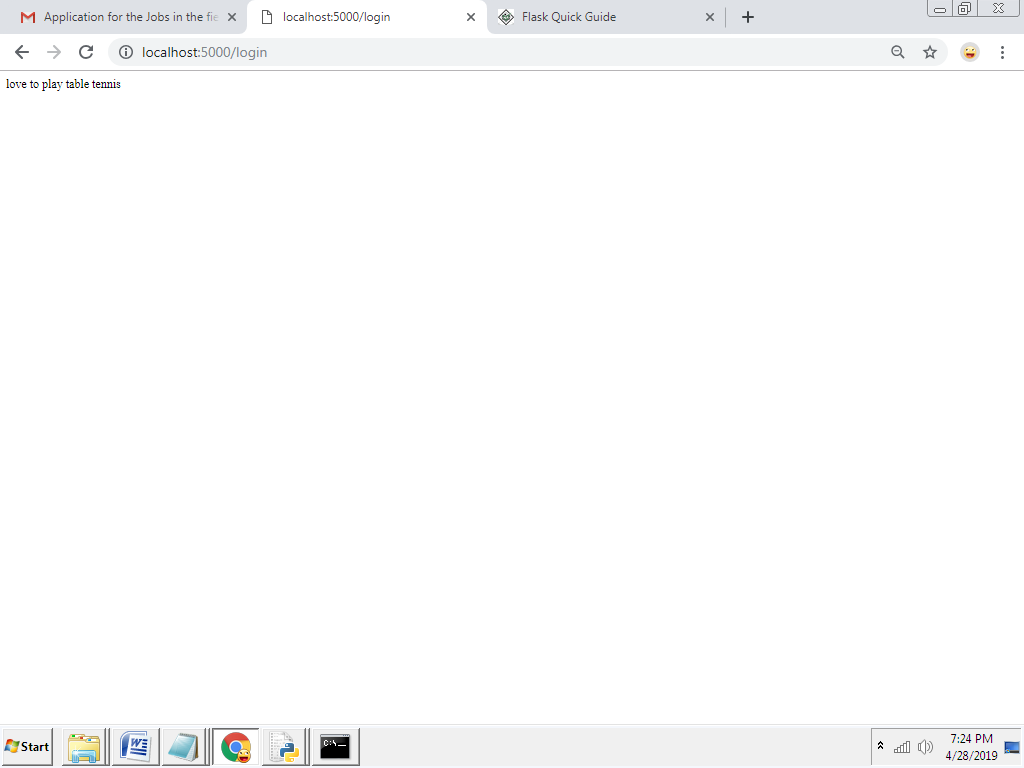 Application for the Jobs in the fie
localhost:5000/login
Flask Quick Guide
localhost:5000/login
love to play table tennis
Start
C:\._
7:24 PM
4/28/2019